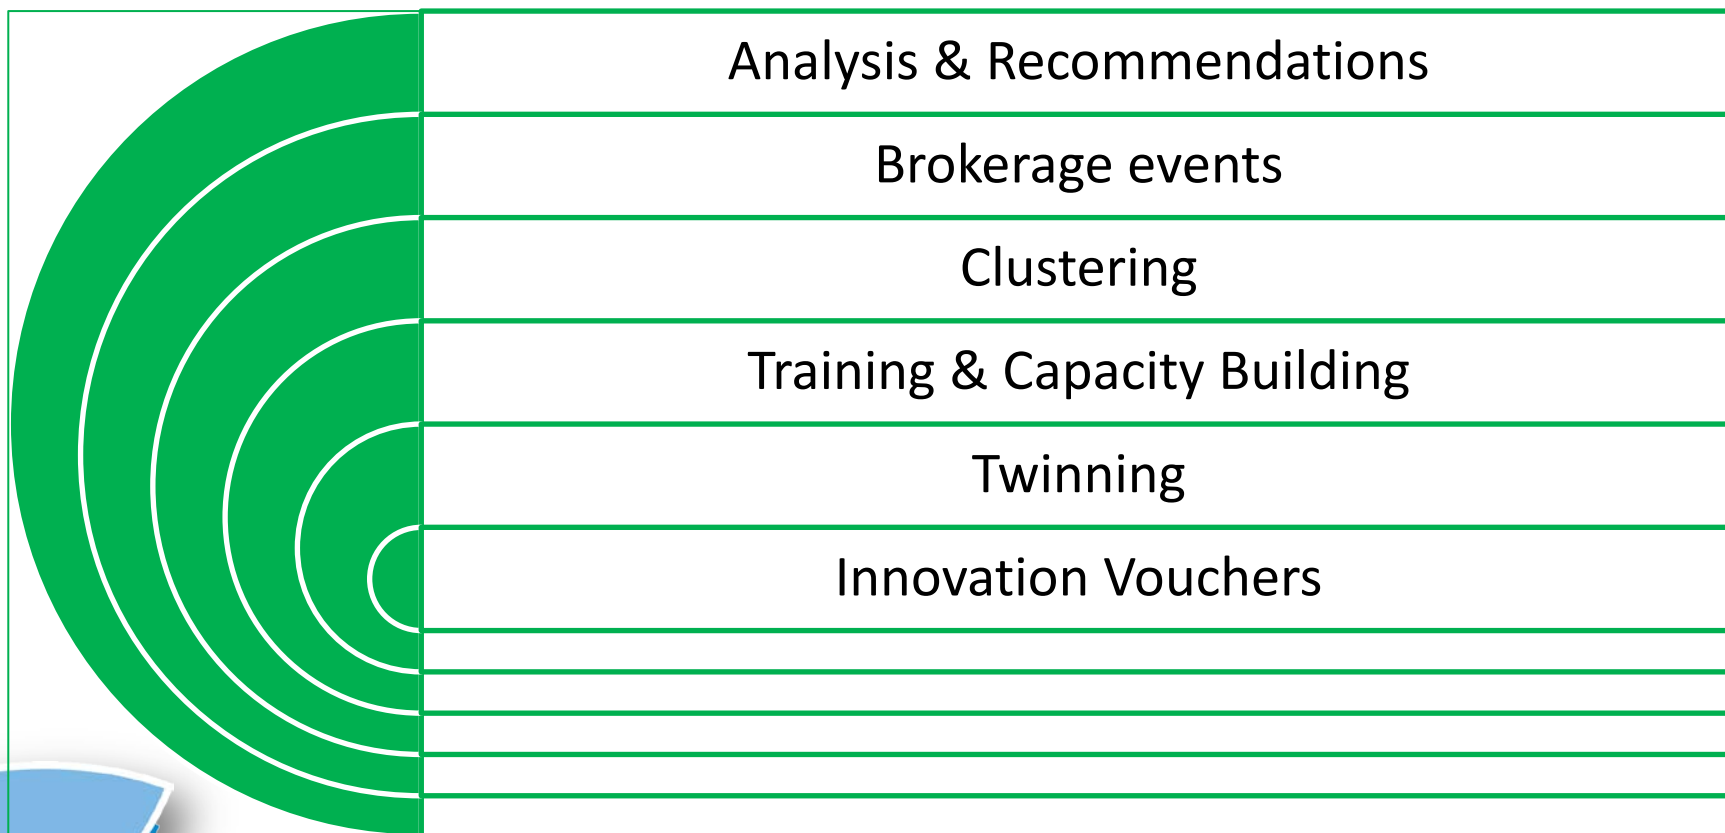 Analysis & Recommendations
Brokerage events
Clustering
Training & Capacity Building
Twinning
Innovation Vouchers